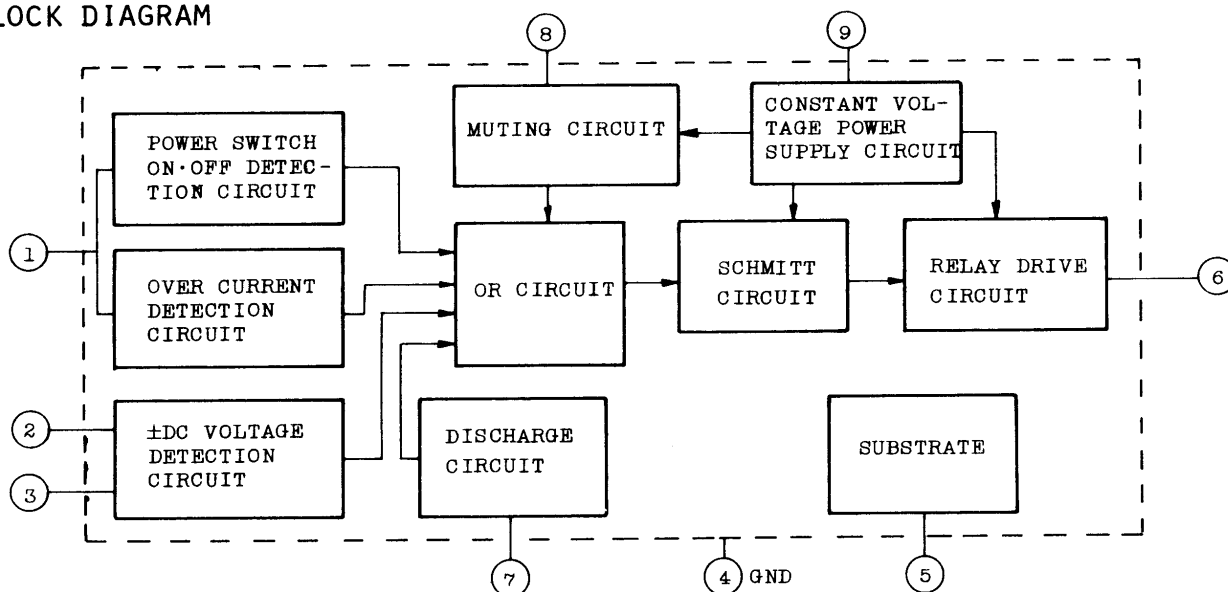 LOCK DIAGRAM
8
9
MUTING CIRCUIT
CONSTANT VOL-
TAGE POWER
SUPPLY CIRCUIT
POWER SWITCH
ON·OFF DETEC-
TION CIRCUIT
1
OVER CURRENT
DETECTION
CIRCUIT
OR CIRCUIT
SCHMITT
CIRCUIT
RELAY DRIVE
CIRCUIT
6
2
3
±DC VOLTAGE
DETECTION
CIRCUIT
DISCHARGE
CIRCUIT
SUBSTRATE
7
4 GND
5